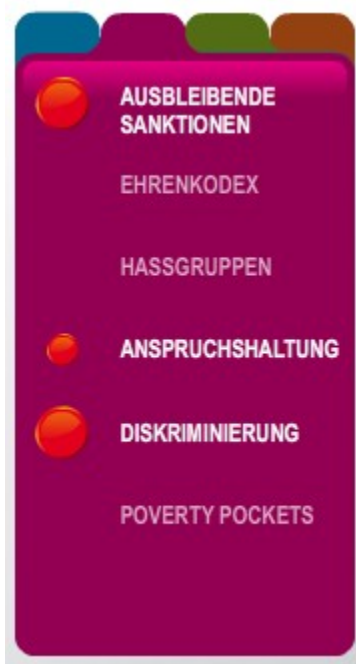 AUSBLEIBENDE
SANKTIONEN
EHRENKODEX
HASSGRUPPEN
ANSPRUCHSHALTUNG
DISKRIMINIERUNG
POVERTY POCKETS